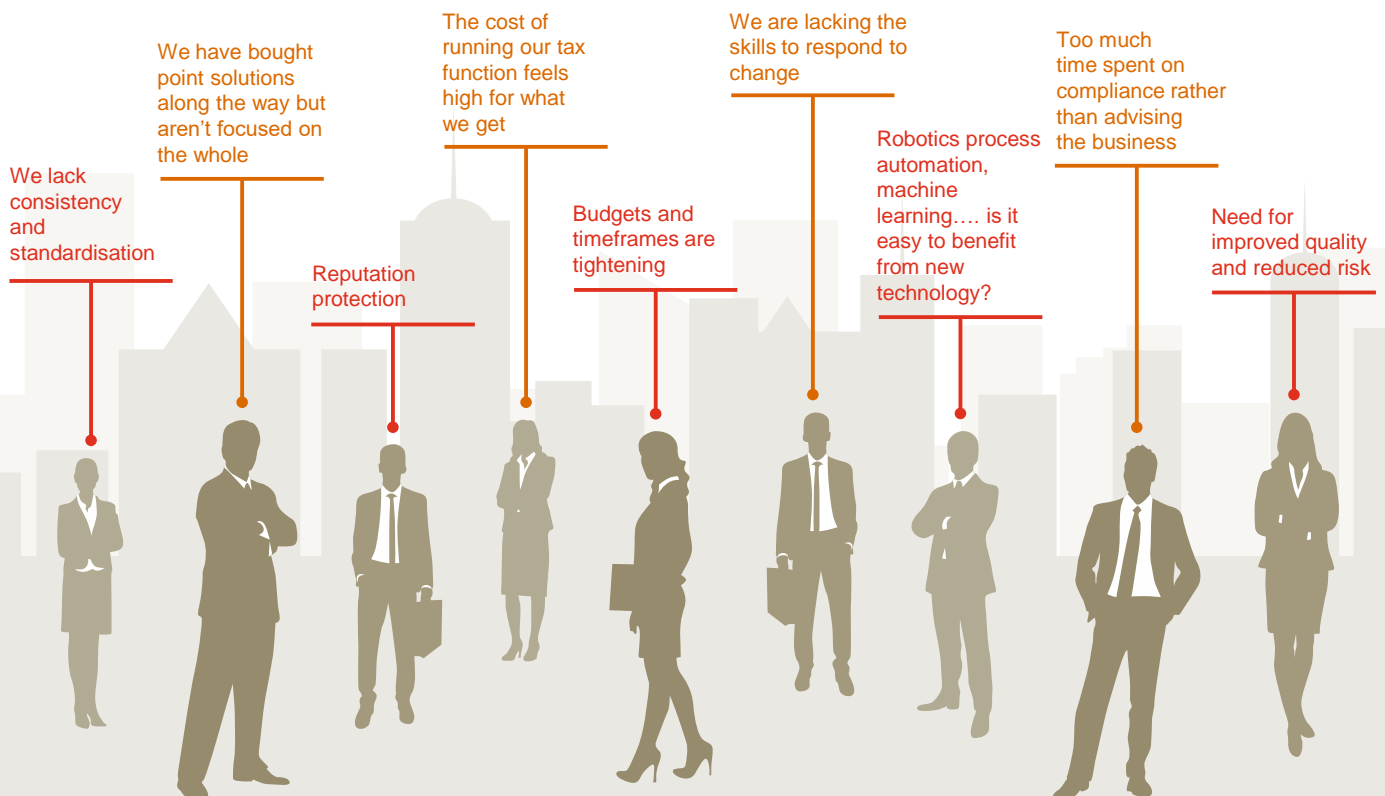 We lack
consistency
and
standardisation
We have bought
point solutions
along the way but
aren't focused on
the whole
Reputation
protection
The cost of
running our tax
function feels
high for what
we get
Budgets and
timeframes are
tightening
We are lacking the
skills to respond to
change
Robotics process
automation,
machine
learning.... is it
easy to benefit
from new
technology?
Too much
time spent on
compliance rather
than advising
the business
Need for
improved quality
and reduced risk